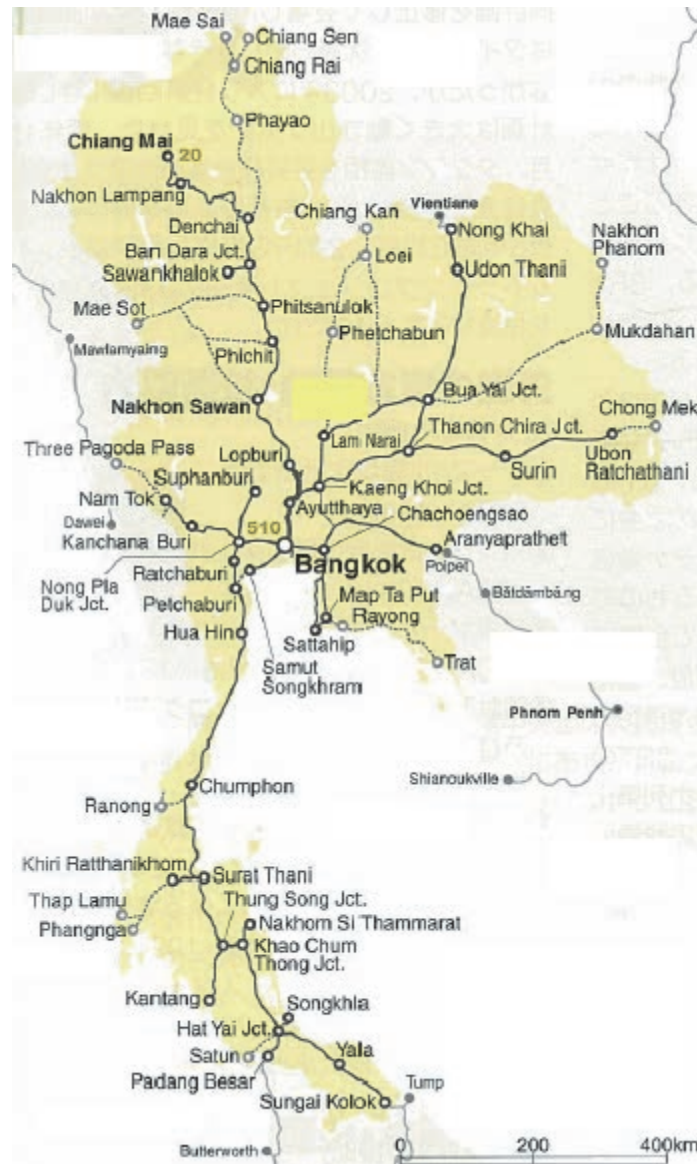 Mae Sai
Chiang Sen
Chiang Rai
Phayao
Chiang Mai
20
Nakhon Lampang
Denchai
Chiang Kan
Vientiane
Nong Khai
Nakhon
Phanom
Ban Dara Jct.
Loei
Sawankhalok
Udon Thanii
Mae Sot
Phitsanulok
Phetchabun
Mukdahan
Mawlamyaing
Phichit
Nakhon Sawan
Bua Yai Jct.
Chong Mek
Three Pagoda Pass
Lopburi
Lam Narai
Thanon Chira Jct.
Suphanburi
Surin
Ubon
Ratchathani
Nam Tok
Kaeng Khoi Jct.
Ayutthaya
Dawei
510
Chachoengsao
Kanchana Buri
Bangkok
Aranyaprathet
Ratchaburi
Poipet
Nong Pla
Duk Jct.
Petchaburi
Map Ta Put
Bătdâmbâng
Rayong
Hua Hin
Sattahip
Samut
Songkhram
Trat
Phnom Penh
Shianoukville
Chumphon
Ranong
Khiri Ratthanikhom
Surat Thani
Thap Lamu
Thung Song Jct.
Phangnga
Nakhorn Si Thammarat
Khao Chum
Thong Jct.
Kantang
Songkhla
Hat Yai Jct.
Satun
Yala
Padang Besar
Tump
Sungai Kolok
Butterworth
0 200 400km